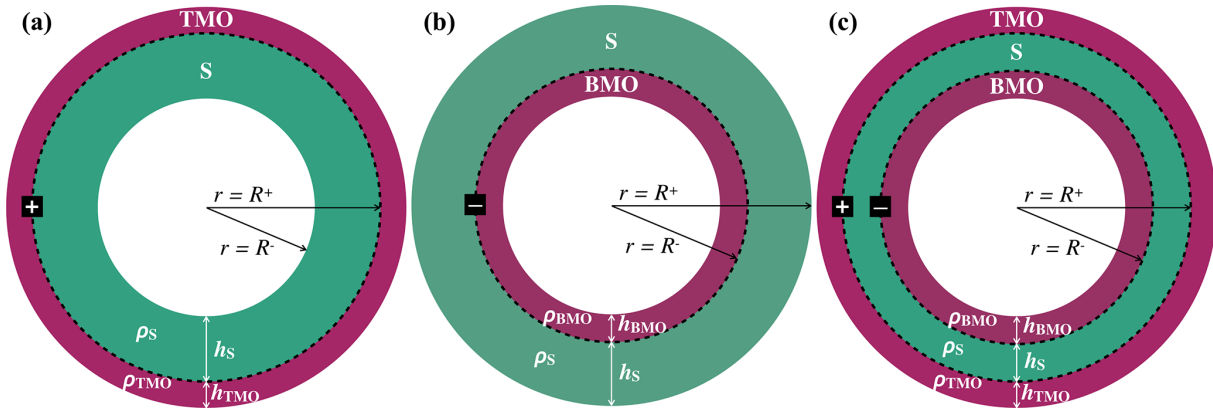 (a)
TMO
S
+
r = R⁺
r = R⁻
ρS
hS
ρTMO
hTMO
(b)
S
BMO
–
r = R⁺
r = R⁻
ρBMO
hBMO
ρS
hS
(c)
TMO
S
BMO
+
–
r = R⁺
r = R⁻
ρBMO
hBMO
ρS
hS
ρTMO
hTMO